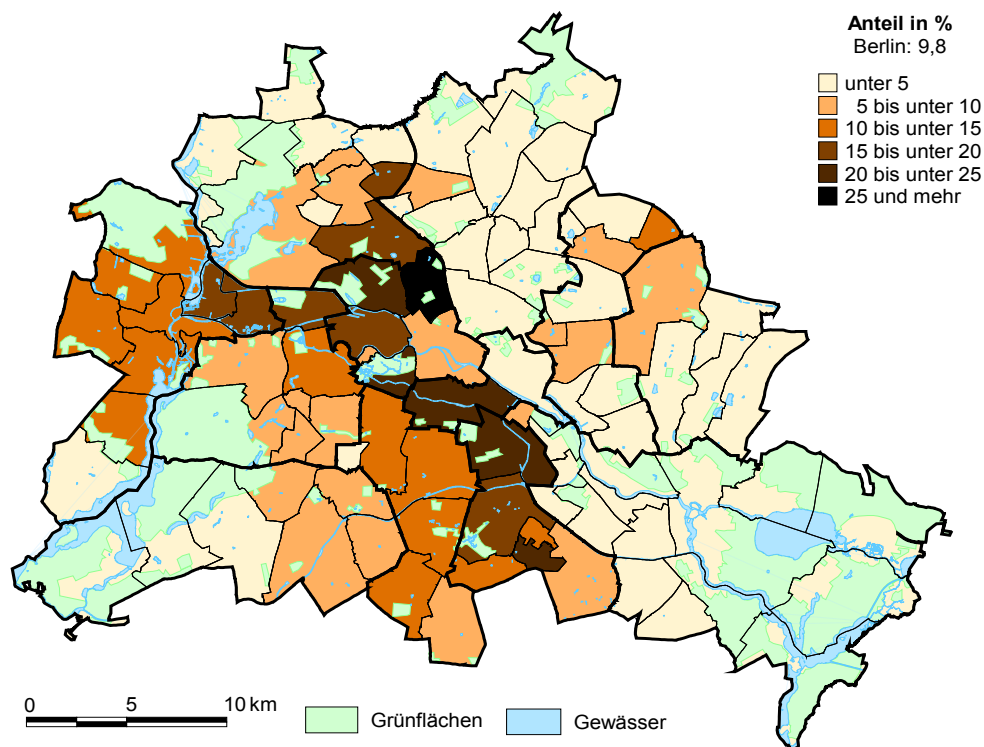 Anteil in %
Berlin: 9,8
unter 5
5 bis unter 10
10 bis unter 15
15 bis unter 20
20 bis unter 25
25 und mehr
0 5 10 km
Grünflächen Gewässer